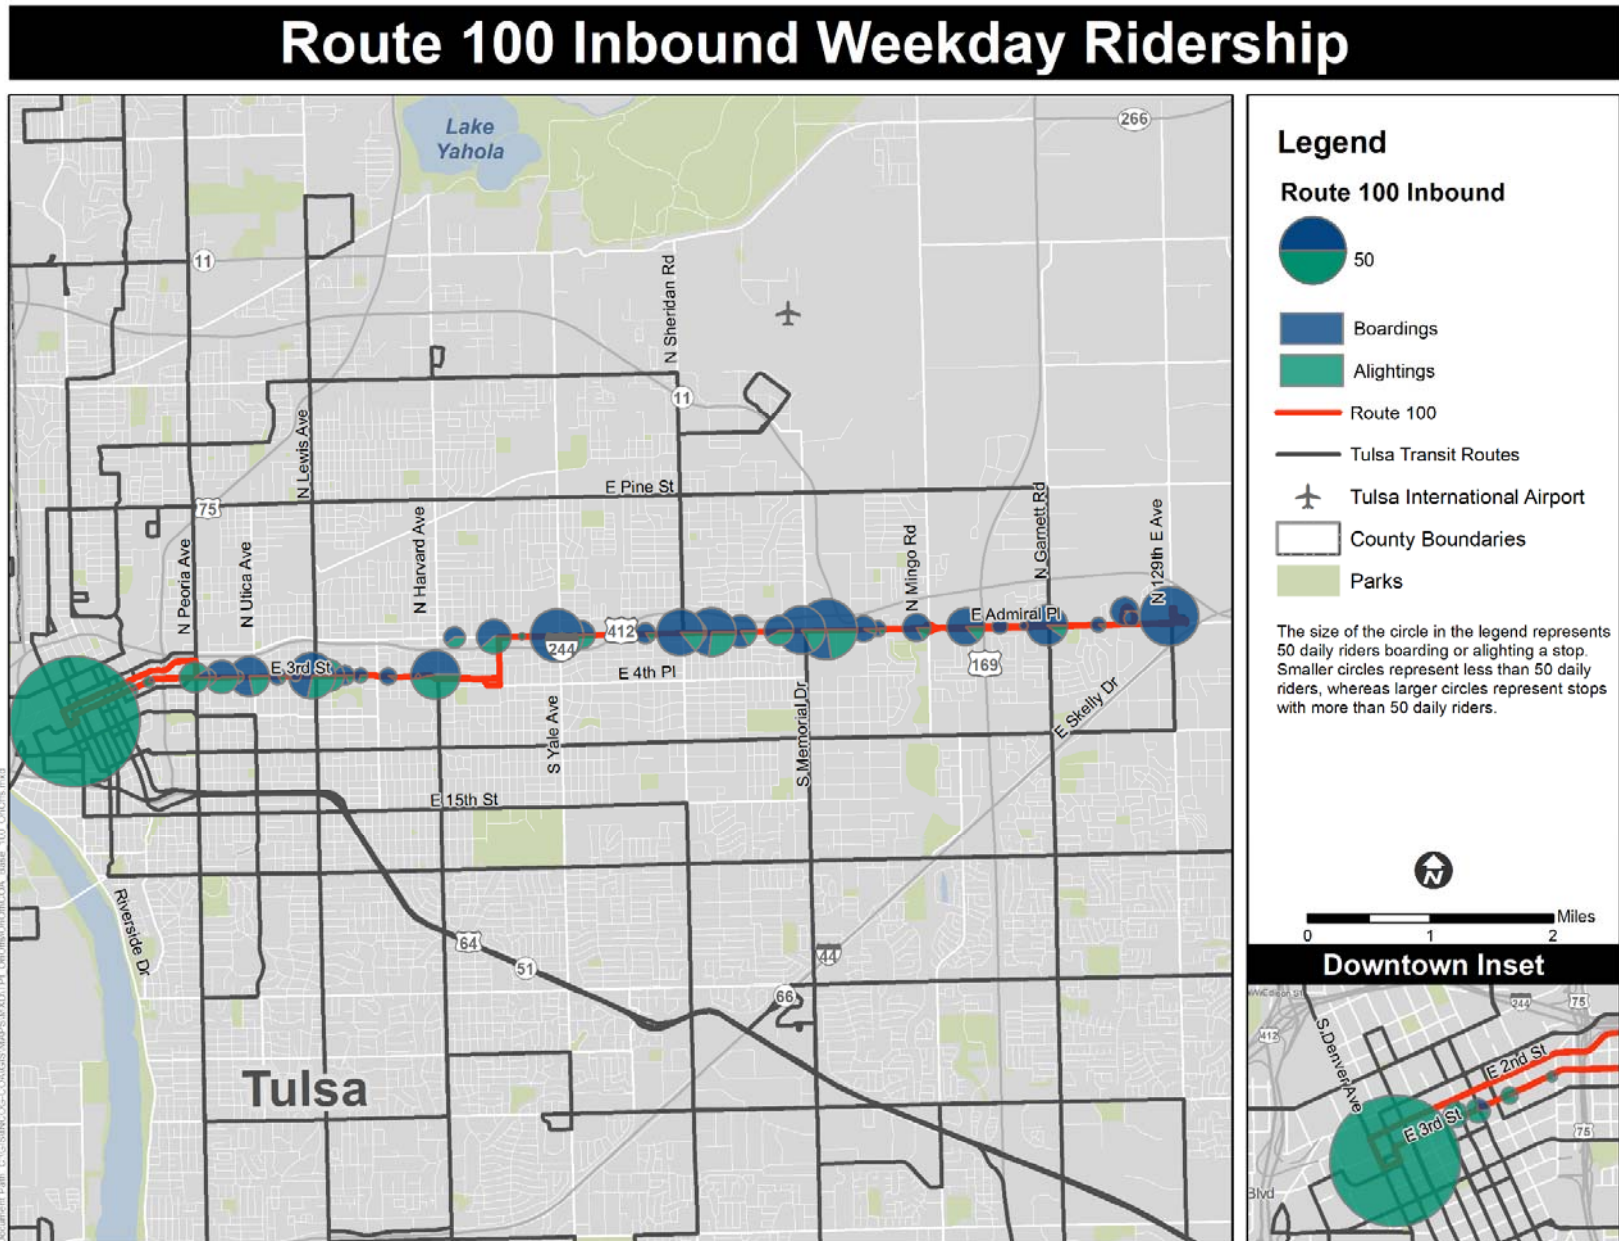 Route 100 Inbound Weekday Ridership
Lake
Yahola
266
11
N Sheridan Rd
11
N Lewis Ave
E Pine St
75
N Peoria Ave
N Utica Ave
N Harvard Ave
N Mingo Rd
N Garnett Rd
N 129th E Ave
E Admiral Pl
412
244
E 3rd St
E 4th Pl
169
S Yale Ave
S Memorial Dr
E Skelly Dr
E 15th St
Riverside Dr
64
51
44
66
Tulsa
Legend
Route 100 Inbound
50
Boardings
Alightings
Route 100
Tulsa Transit Routes
Tulsa International Airport
County Boundaries
Parks
The size of the circle in the legend represents
50 daily riders boarding or alighting a stop.
Smaller circles represent less than 50 daily
riders, whereas larger circles represent stops
with more than 50 daily riders.
N
Miles
0 1 2
Downtown Inset
244
75
412
S Denver Ave
E 2nd St
E 3rd St
75
Blvd